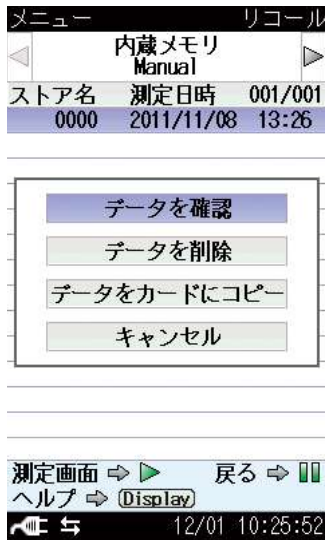 メニュー リコール
内蔵メモリ
Manual
ストア名 測定日時 001/001
0000 2011/11/08 13:26
データを確認
データを削除
データをカードにコピー
キャンセル
測定画面 ⇨ ▷ 戻る ⇨
ヘルプ ⇨ Display
12/01 10:25:52